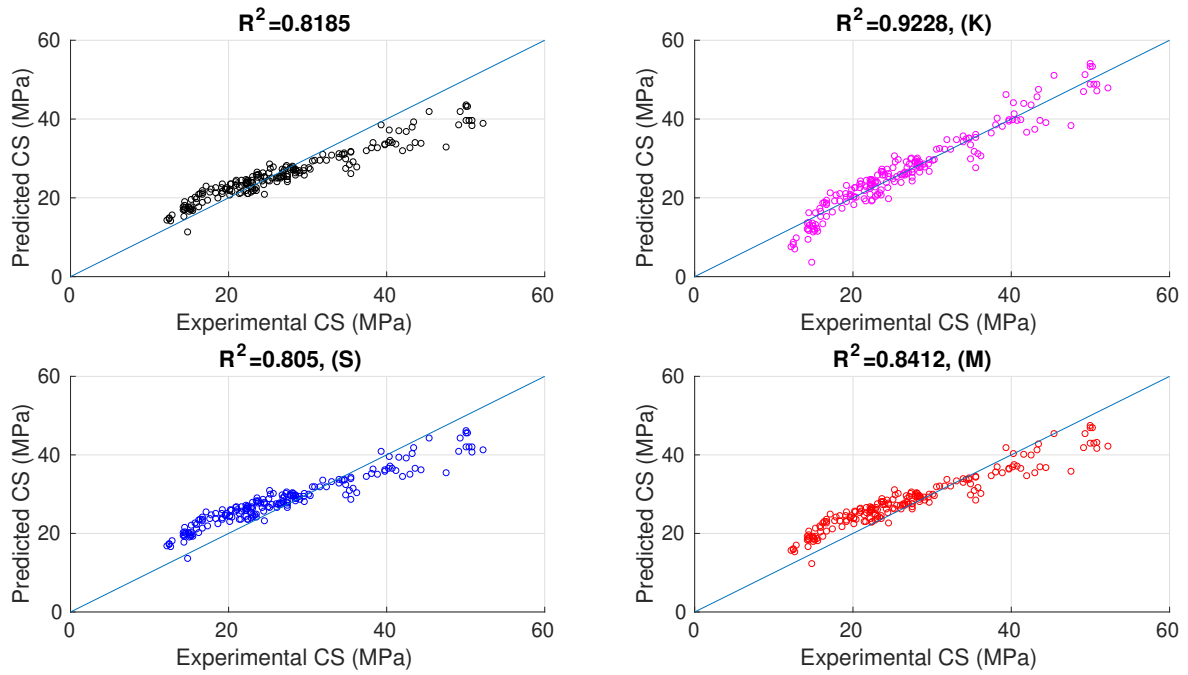 R²=0.8185
Predicted CS (MPa)
60
40
20
0
0 20 40 60
Experimental CS (MPa)
R²=0.9228, (K)
Predicted CS (MPa)
60
40
20
0
0 20 40 60
Experimental CS (MPa)
R²=0.805, (S)
Predicted CS (MPa)
60
40
20
0
0 20 40 60
Experimental CS (MPa)
R²=0.8412, (M)
Predicted CS (MPa)
60
40
20
0
0 20 40 60
Experimental CS (MPa)